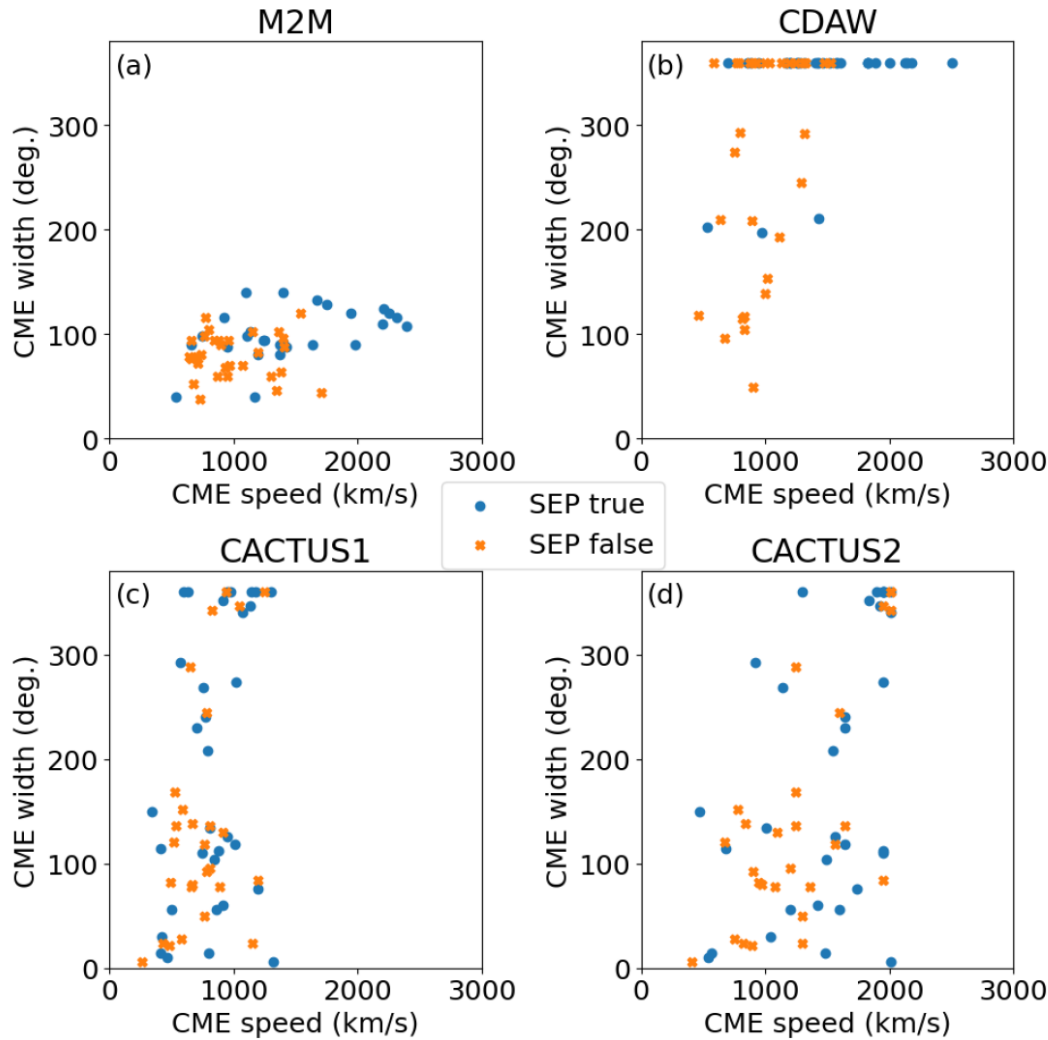 M2M
(a)
CME width (deg.)
300
200
100
0
0 1000 2000 3000
CME speed (km/s)
CDAW
(b)
CME width (deg.)
300
200
100
0
0 1000 2000 3000
CME speed (km/s)
SEP true
SEP false
CACTUS1
(c)
CME width (deg.)
300
200
100
0
0 1000 2000 3000
CME speed (km/s)
CACTUS2
(d)
CME width (deg.)
300
200
100
0
0 1000 2000 3000
CME speed (km/s)